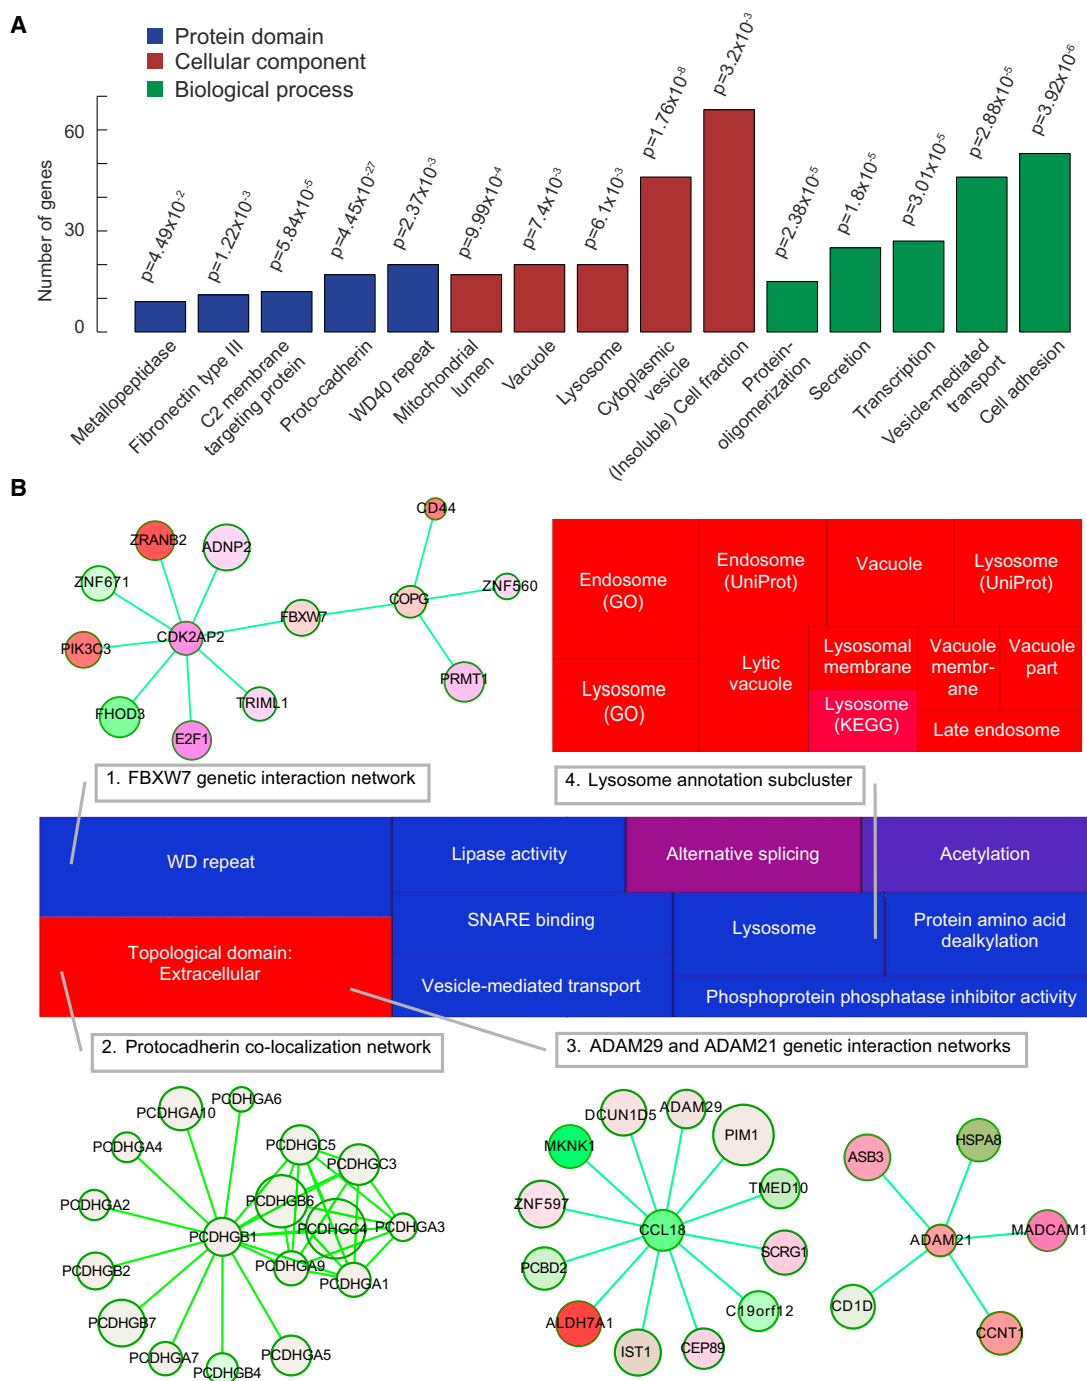 A
Protein domain
Cellular component
Biological process
Number of genes
60
30
0
p=4.49x10-2
p=1.22x10-3
p=5.84x10-5
p=4.45x10-27
p=2.37x10-3
p=9.99x10-4
p=7.4x10-3
p=6.1x10-3
p=1.76x10-8
p=3.2x10-3
p=2.38x10-5
p=1.8x10-5
p=3.01x10-5
p=2.88x10-5
p=3.92x10-6
Metallopeptidase
Fibronectin type III
C2 membrane
targeting protein
Proto-cadherin
WD40 repeat
Mitochondrial
lumen
Vacuole
Lysosome
Cytoplasmic
vesicle
(Insoluble) Cell fraction
Protein-
oligomerization
Secretion
Transcription
Vesicle-mediated
transport
Cell adhesion
B
CD44
ZRANB2
ADNP2
ZNF671
ZNF560
COPG
FBXW7
CDK2AP2
PIK3C3
PRMT1
TRIML1
FHOD3
E2F1
Endosome
(GO)
Endosome
(UniProt)
Vacuole
Lysosome
(UniProt)
Lysosome
(GO)
Lytic
vacuole
Lysosomal
membrane
Vacuole
membr-
ane
Vacuole
part
Lysosome
(KEGG)
Late endosome
1. FBXW7 genetic interaction network
4. Lysosome annotation subcluster
WD repeat
Lipase activity
Alternative splicing
Acetylation
SNARE binding
Lysosome
Protein amino acid
dealkylation
Topological domain:
Extracellular
Vesicle-mediated transport
Phosphoprotein phosphatase inhibitor activity
2. Protocadherin co-localization network
3. ADAM29 and ADAM21 genetic interaction networks
PCDHGA6
PCDHGA10
PCDHGA4
PCDHGC5
PCDHGC3
PCDHGA2
PCDHGB6
PCDHGC4
PCDHGA3
PCDHGB1
PCDHGB2
PCDHGA9
PCDHGA1
PCDHGB7
PCDHGA7
PCDHGB4
PCDHGA5
DCUN1D5
ADAM29
PIM1
MKNK1
TMED10
ZNF597
CCL18
SCRG1
PCBD2
C19orf12
ALDH7A1
IST1
CEP89
HSPA8
ASB3
MADCAM1
ADAM21
CD1D
CCNT1